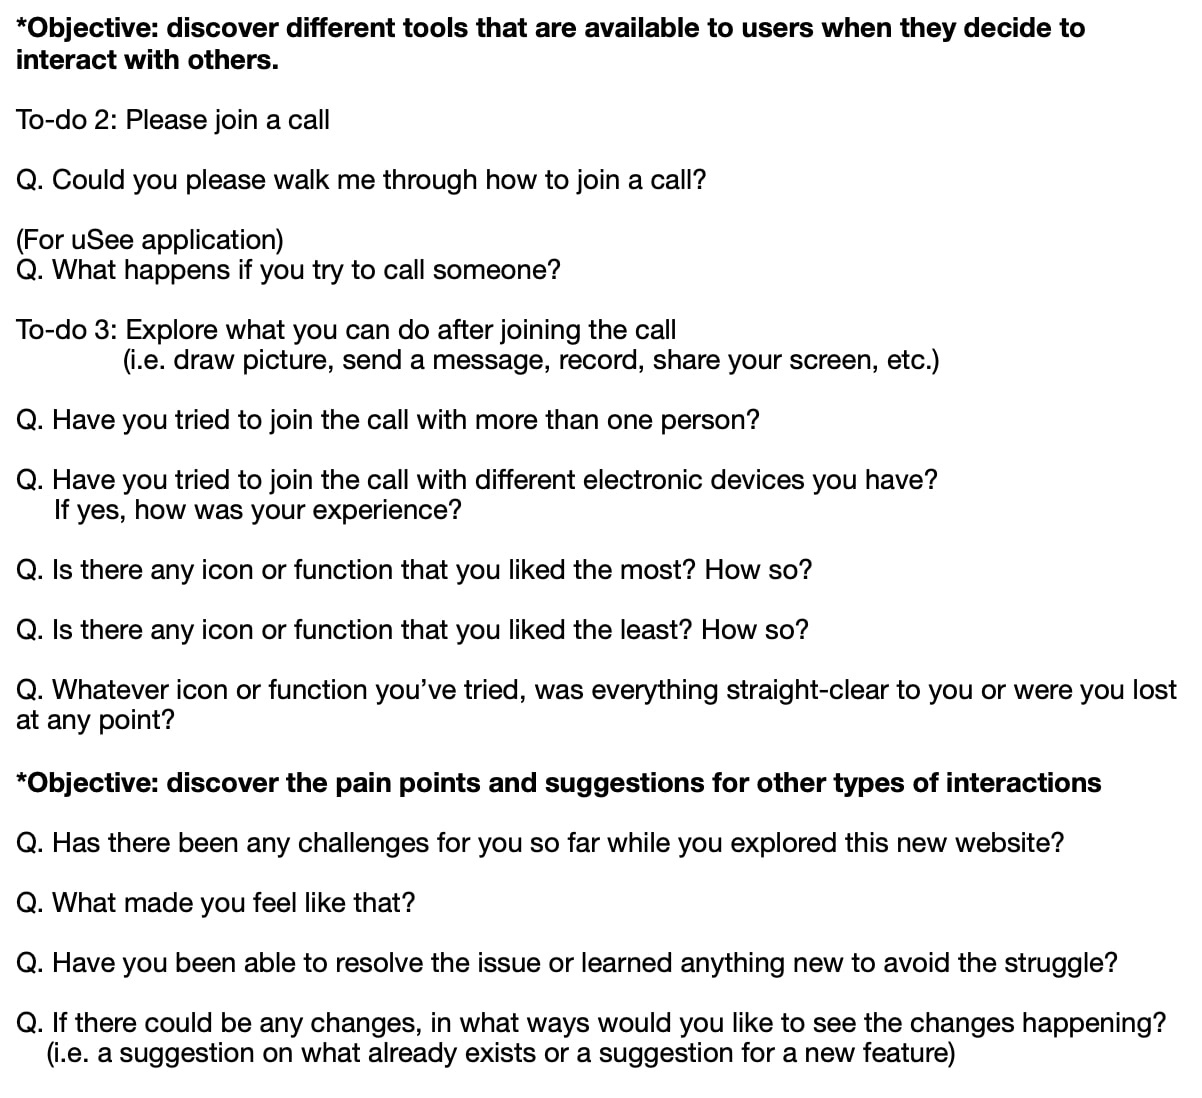 *Objective: discover different tools that are available to users when they decide to
interact with others.
To-do 2: Please join a call
Q. Could you please walk me through how to join a call?
(For uSee application)
Q. What happens if you try to call someone?
To-do 3: Explore what you can do after joining the call
(i.e. draw picture, send a message, record, share your screen, etc.)
Q. Have you tried to join the call with more than one person?
Q. Have you tried to join the call with different electronic devices you have?
If yes, how was your experience?
Q. Is there any icon or function that you liked the most? How so?
Q. Is there any icon or function that you liked the least? How so?
Q. Whatever icon or function you’ve tried, was everything straight-clear to you or were you lost
at any point?
*Objective: discover the pain points and suggestions for other types of interactions
Q. Has there been any challenges for you so far while you explored this new website?
Q. What made you feel like that?
Q. Have you been able to resolve the issue or learned anything new to avoid the struggle?
Q. If there could be any changes, in what ways would you like to see the changes happening?
(i.e. a suggestion on what already exists or a suggestion for a new feature)